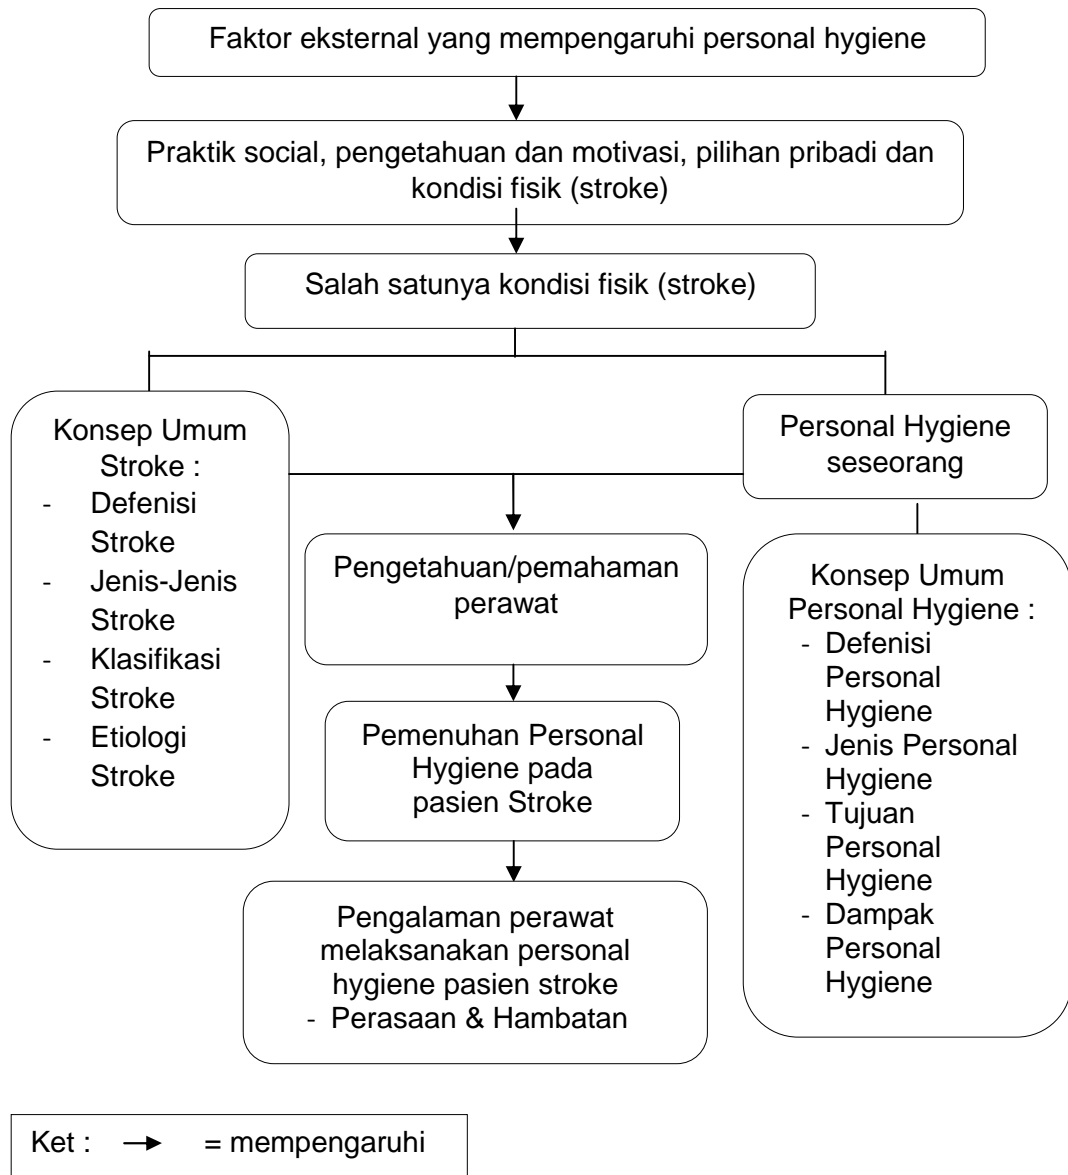 Faktor eksternal yang mempengaruhi personal hygiene
Praktik social, pengetahuan dan motivasi, pilihan pribadi dan
kondisi fisik (stroke)
Salah satunya kondisi fisik (stroke)
Konsep Umum
Stroke :
- Defenisi
Stroke
- Jenis-Jenis
Stroke
- Klasifikasi
Stroke
- Etiologi
Stroke
Personal Hygiene
seseorang
Pengetahuan/pemahaman
perawat
Konsep Umum
Personal Hygiene :
- Defenisi
Personal
Hygiene
- Jenis Personal
Hygiene
- Tujuan
Personal
Hygiene
- Dampak
Personal
Hygiene
Pemenuhan Personal
Hygiene pada
pasien Stroke
Pengalaman perawat
melaksanakan personal
hygiene pasien stroke
- Perasaan & Hambatan
Ket : → = mempengaruhi